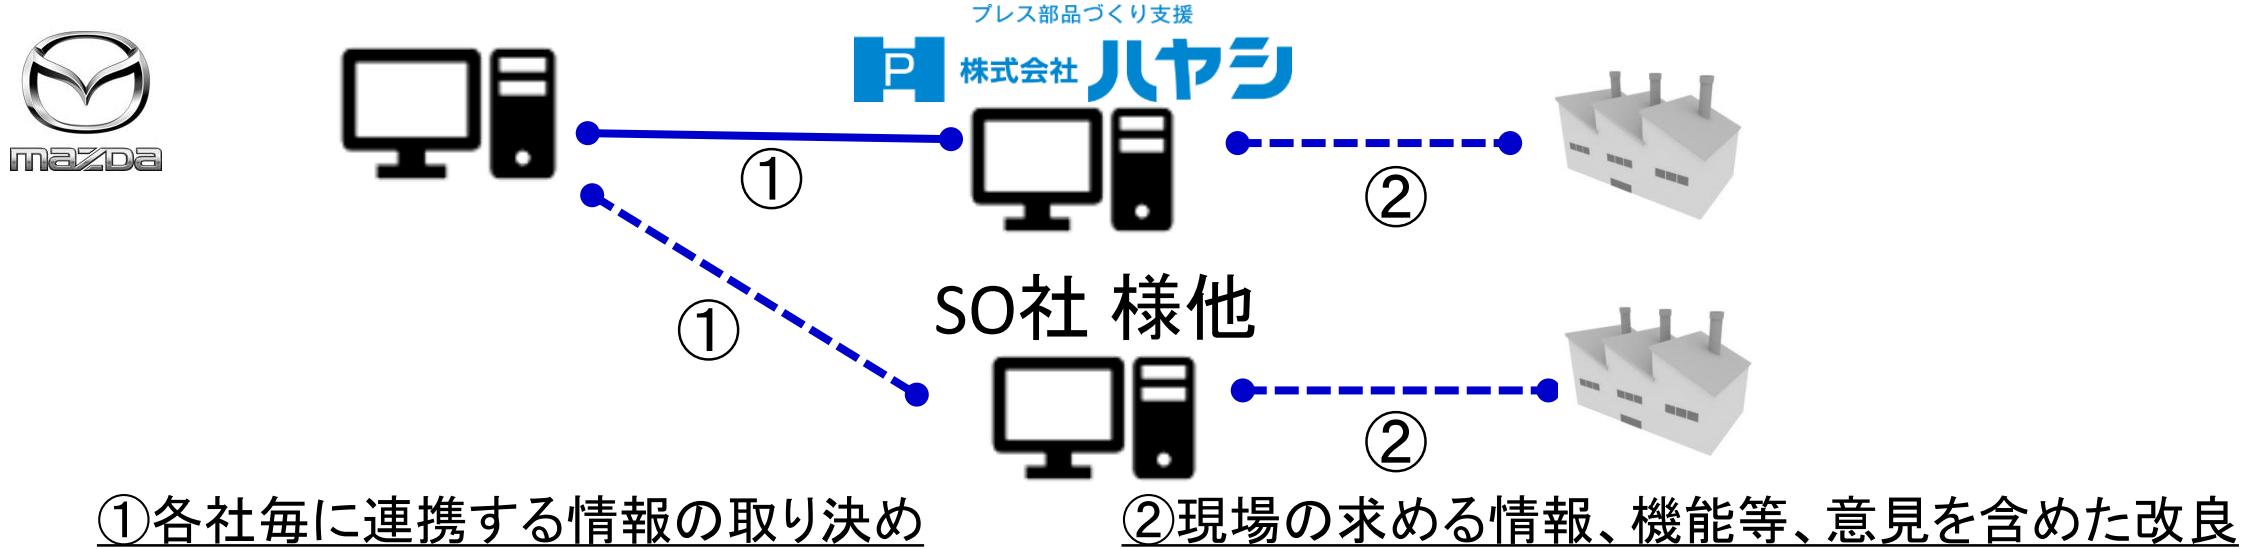 プレス部品づくり支援
P 株式会社 ハヤシ
mazda
①
②
SO社 様他
①
②
①各社毎に連携する情報の取り決め
②現場の求める情報、機能等、意見を含めた改良